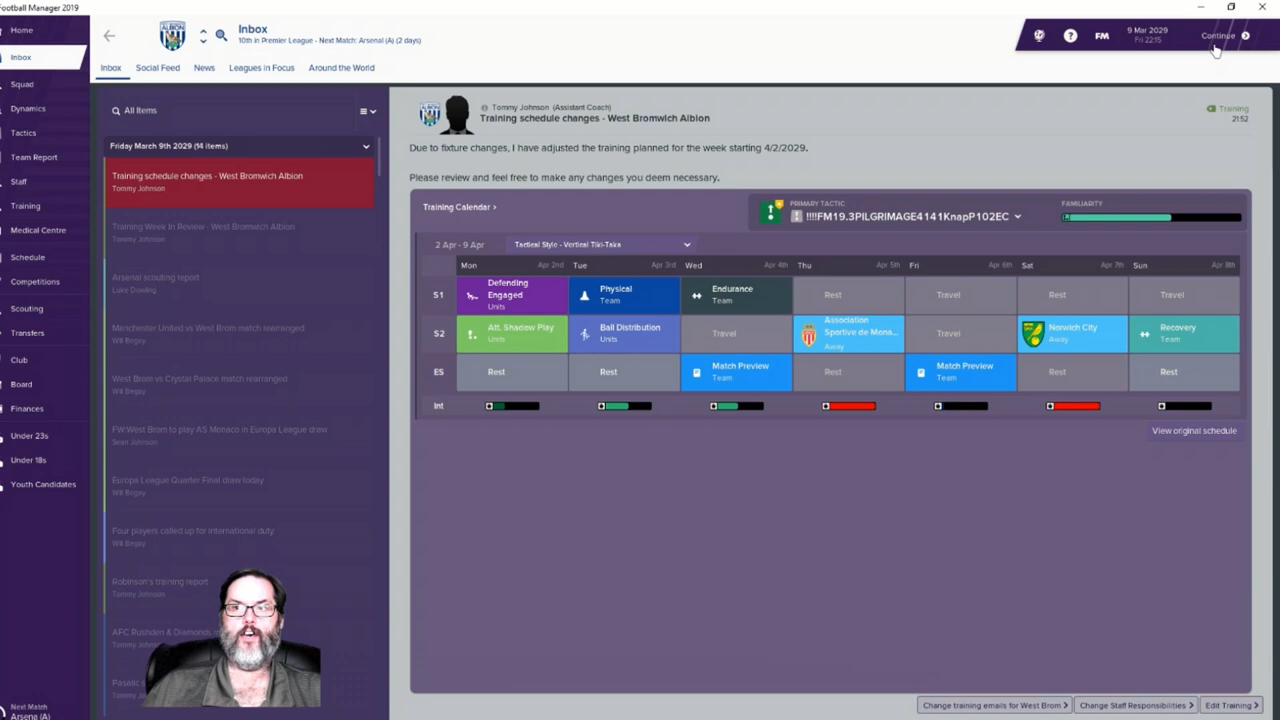 Football Manager 2019
Home
Inbox
Squad
Dynamics
Tactics
Team Report
Staff
Training
Medical Centre
Schedule
Competitions
Scouting
Transfers
Club
Board
Finances
Under 23s
Under 18s
Youth Candidates
Next Match
Arsenal (A)
Inbox
10th in Premier League - Next Match: Arsenal (A) (2 days)
FM
9 Mar 2029
Fri 22:15
Continue
Inbox
Social Feed
News
Leagues in Focus
Around the World
All Items
Friday March 9th 2029 (14 items)
Training schedule changes - West Bromwich Albion
Tommy Johnson
Training Week In Review - West Bromwich Albion
Tommy Johnson
Arsenal scouting report
Luke Dowling
Manchester United vs West Brom match rearranged
Will Begay
West Brom vs Crystal Palace match rearranged
Will Begay
FW:West Brom to play AS Monaco in Europa League draw
Sean Johnson
Europa League Quarter Final draw today
Will Begay
Four players called up for international duty
Will Begay
Robinson's training report
Tommy Johnson
AFC Rushden & Diamonds
Tommy
Tommy Johnson (Assistant Coach)
Training schedule changes - West Bromwich Albion
Training
21:52
Due to fixture changes, I have adjusted the training planned for the week starting 4/2/2029.
Please review and feel free to make any changes you deem necessary.
Training Calendar >
PRIMARY TACTIC
!!!!FM19.3PILGRIMAGE4141KnapP102EC
FAMILIARITY
2 Apr - 9 Apr
Tactical Style - Vertical Tiki-Taka
Mon Apr 2nd Tue Apr 3rd Wed Apr 4th Thu Apr 5th Fri Apr 6th Sat Apr 7th Sun Apr 8th
S1
Defending Engaged
Units
Physical
Team
Endurance
Team
Rest
Travel
Rest
Travel
S2
Att. Shadow Play
Units
Ball Distribution
Units
Travel
Association Sportive de Mona...
Away
Travel
Norwich City
Away
Recovery
Team
ES
Rest
Rest
Match Preview
Team
Rest
Match Preview
Team
Rest
Rest
Int
View original schedule
Change training emails for West Brom >
Change Staff Responsibilities >
Edit Training >